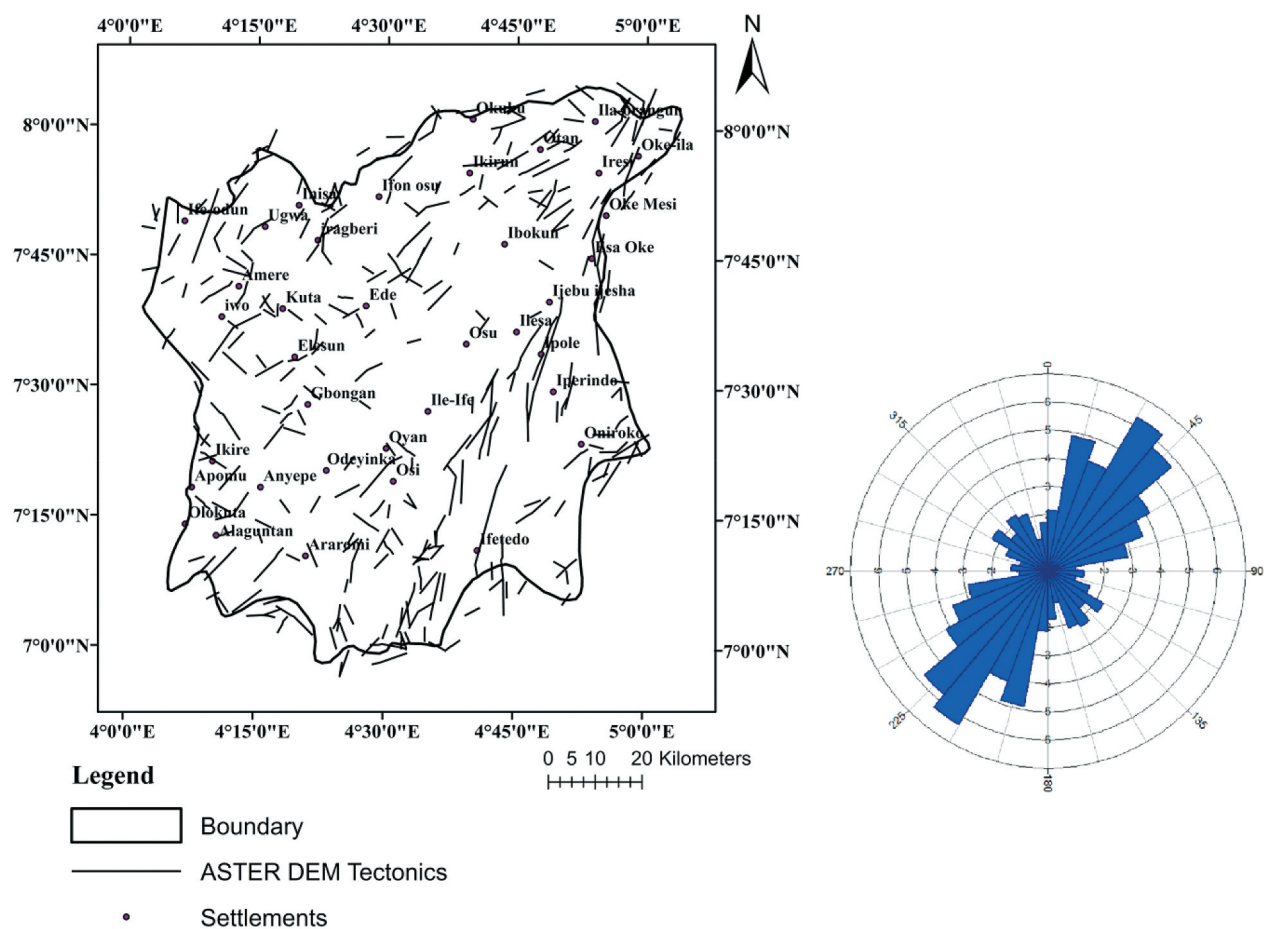 4°0'0"E 4°15'0"E 4°30'0"E 4°45'0"E 5°0'0"E
N
8°0'0"N
8°0'0"N
7°45'0"N
7°45'0"N
7°30'0"N
7°30'0"N
7°15'0"N
7°15'0"N
7°0'0"N
7°0'0"N
Okuku
Ila orangun
Otan
Oke-ila
Ikirun
Iresi
Ifon osu
Inisa
Oke Mesi
Ife odun
Ugwa
iragberi
Ibokun
Esa Oke
Amere
Ijebu ijesha
iwo
Kuta
Ede
Ilesa
Osu
Ipole
Elesun
Iperindo
Gbongan
Ile-Ife
Oniroko
Oyan
Ikire
Odeyinka
Osi
Apomu
Anyepe
Olokuta
Alaguntan
Araromi
Ifetedo
4°0'0"E 4°15'0"E 4°30'0"E 4°45'0"E 5°0'0"E
0 5 10 20 Kilometers
Legend
Boundary
ASTER DEM Tectonics
Settlements
0
45
90
135
180
225
270
315